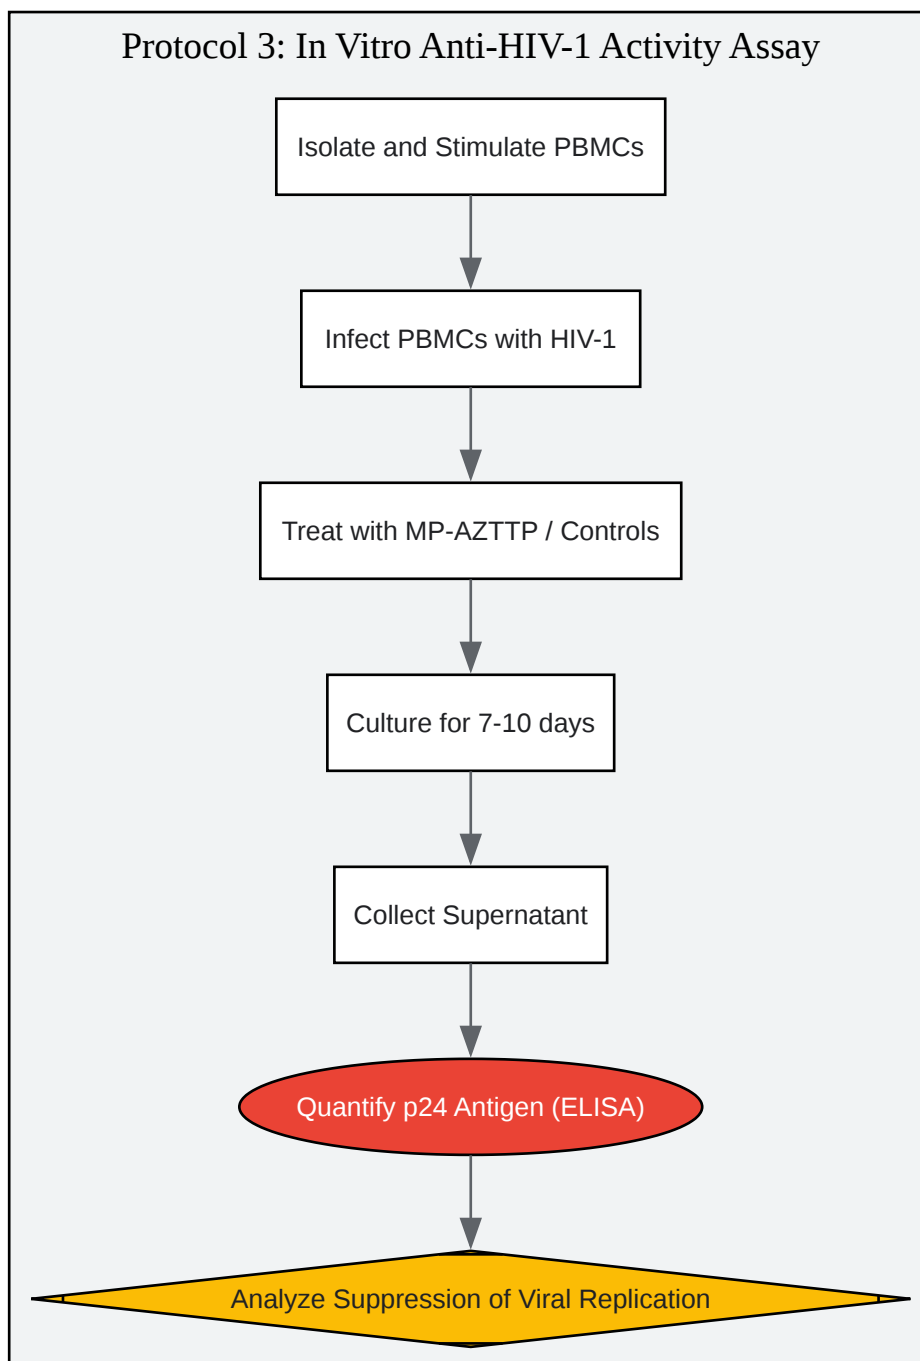 Protocol 3: In Vitro Anti-HIV-1 Activity Assay
Isolate and Stimulate PBMCs
Infect PBMCs with HIV-1
Treat with MP-AZTTP / Controls
Culture for 7-10 days
Collect Supernatant
Quantify p24 Antigen (ELISA)
Analyze Suppression of Viral Replication